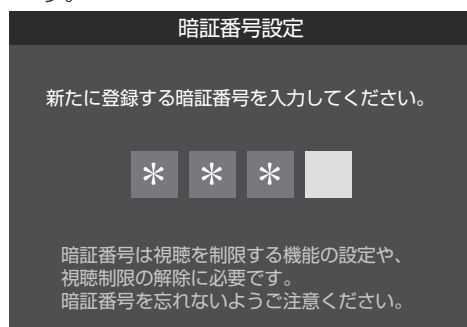 す。
暗証番号設定
新たに登録する暗証番号を入力してください。
＊ ＊ ＊
暗証番号は視聴を制限する機能の設定や、
視聴制限の解除に必要です。
暗証番号を忘れないようご注意ください。